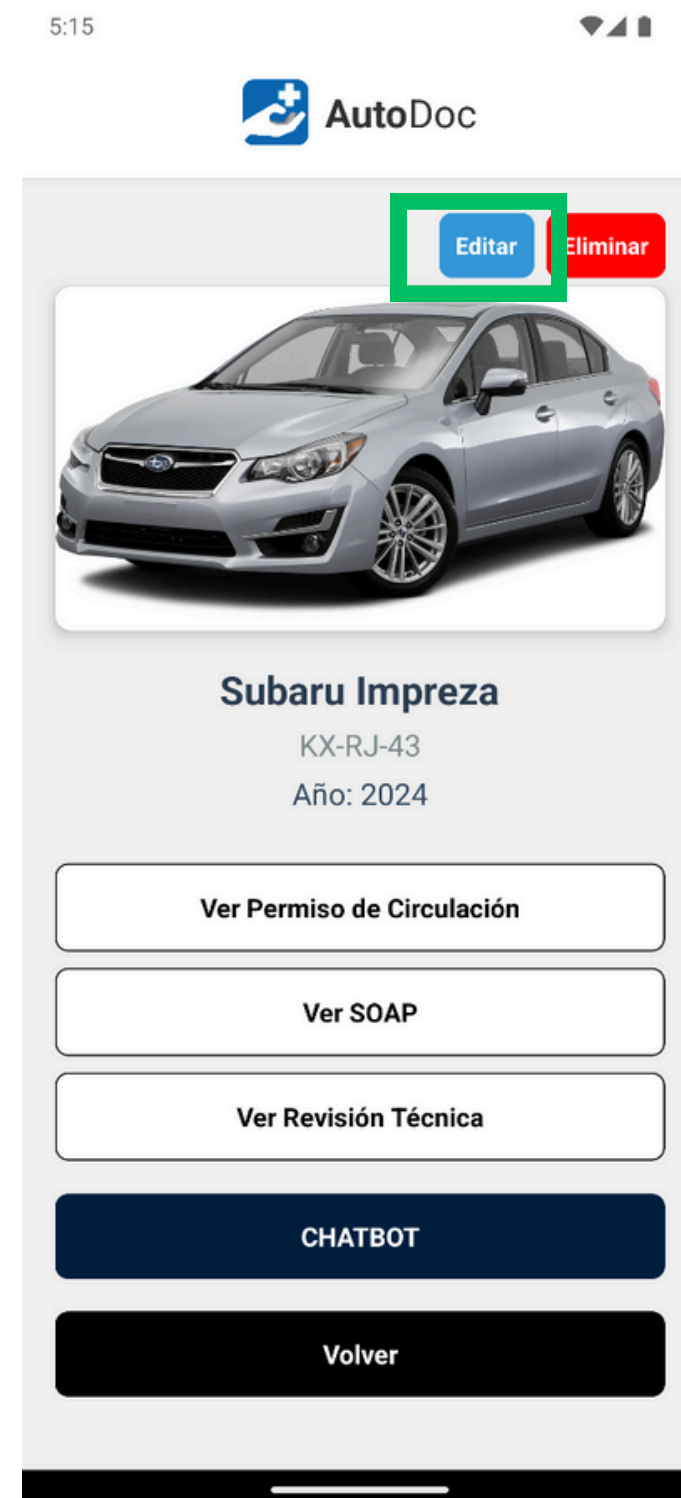 5:15
AutoDoc
Editar
Eliminar
Subaru Impreza
KX-RJ-43
Año: 2024
Ver Permiso de Circulación
Ver SOAP
Ver Revisión Técnica
CHATBOT
Volver